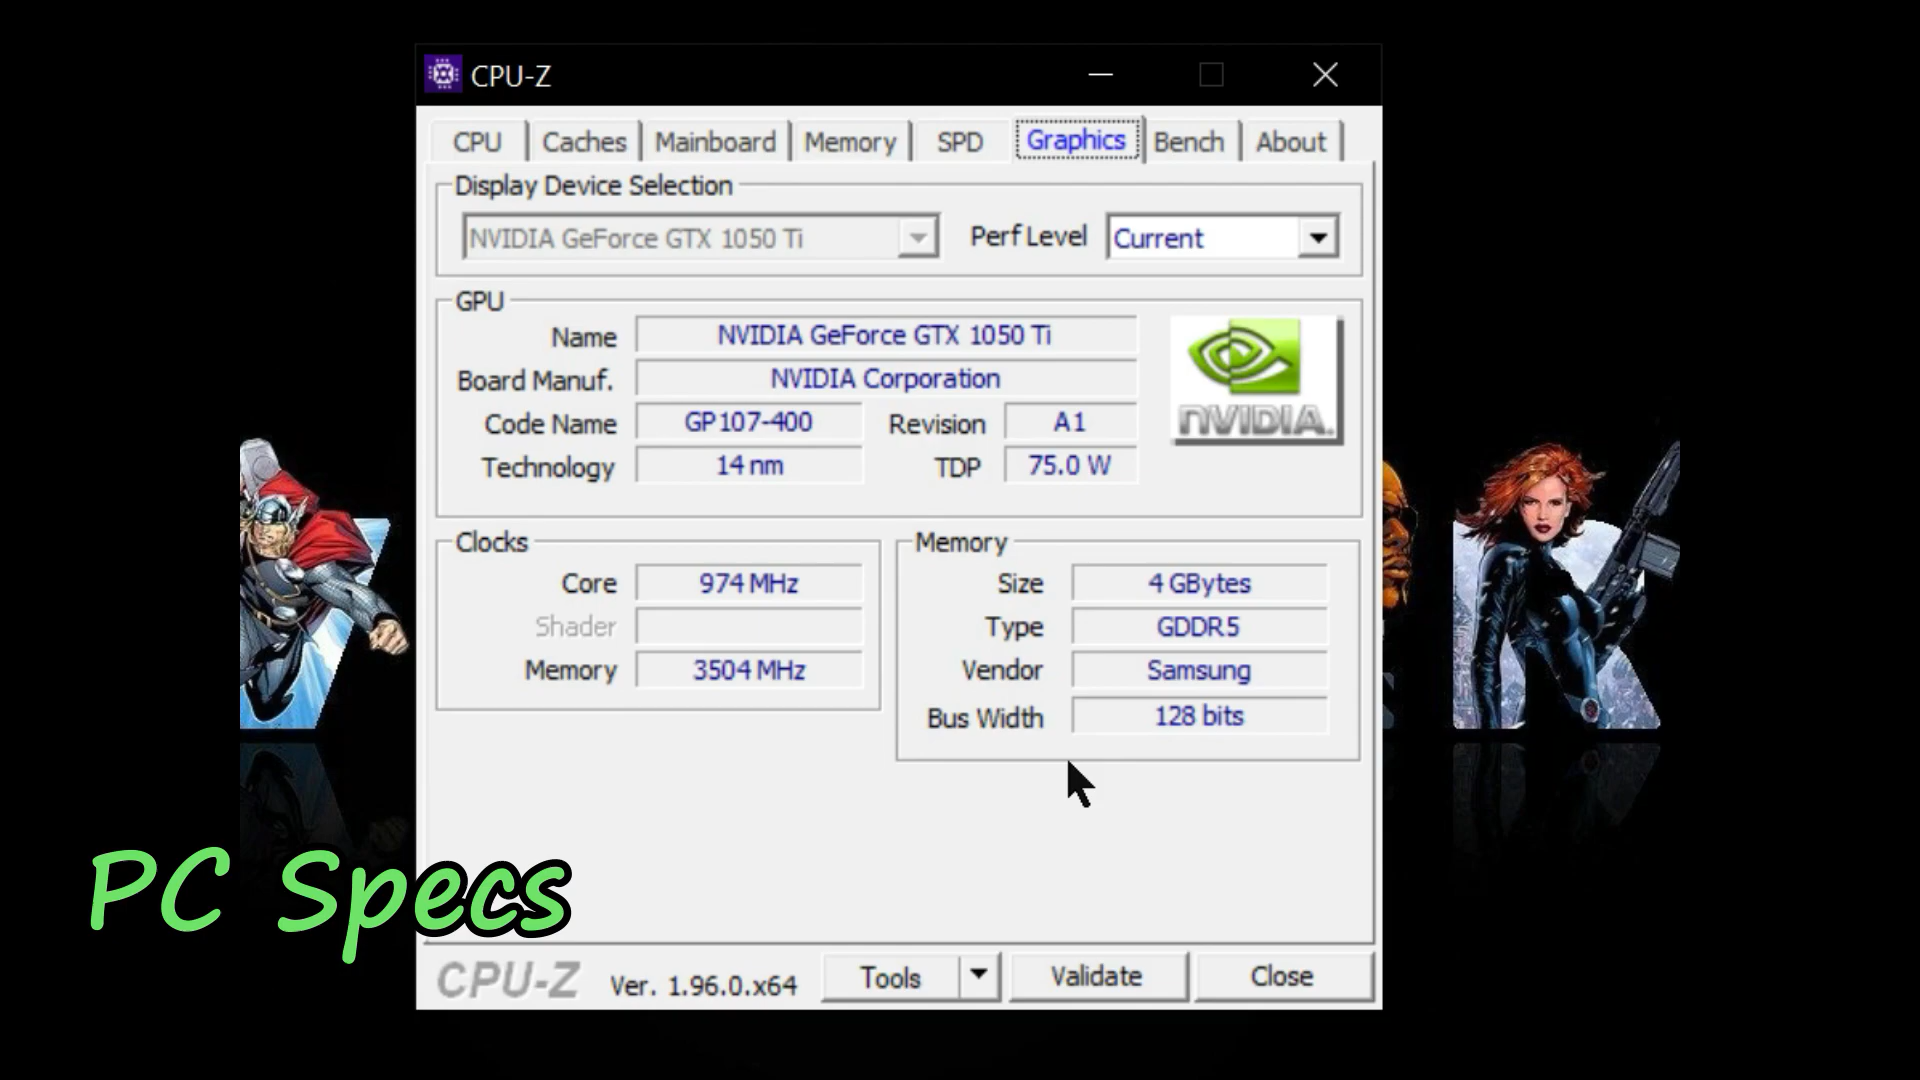 CPU-Z
CPU Caches Mainboard Memory SPD Graphics Bench About
Display Device Selection
NVIDIA GeForce GTX 1050 Ti Perf Level Current
GPU
Name NVIDIA GeForce GTX 1050 Ti
Board Manuf. NVIDIA Corporation
Code Name GP107-400 Revision A1
Technology 14 nm TDP 75.0 W
NVIDIA.
Clocks
Core 974 MHz
Shader
Memory 3504 MHz
Memory
Size 4 GBytes
Type GDDR5
Vendor Samsung
Bus Width 128 bits
PC Specs
CPU-Z Ver. 1.96.0.x64 Tools Validate Close